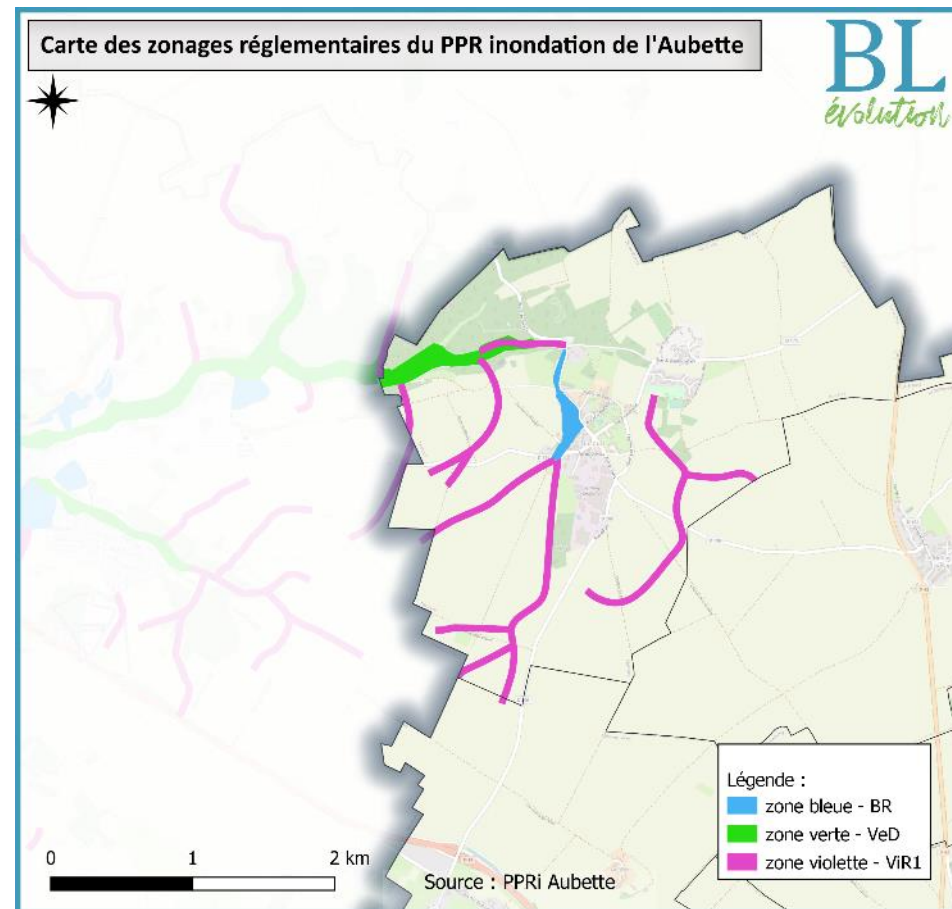 Carte des zonages réglementaires du PPR inondation de l'Aubette
BL
évolution
Légende :
zone bleue - BR
zone verte - VeD
zone violette - ViR1
0 1 2 km
Source : PPRi Aubette